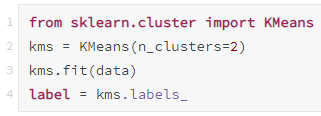 1 from sklearn.cluster import KMeans
2 kms = KMeans(n_clusters=2)
3 kms.fit(data)
4 label = kms.labels_